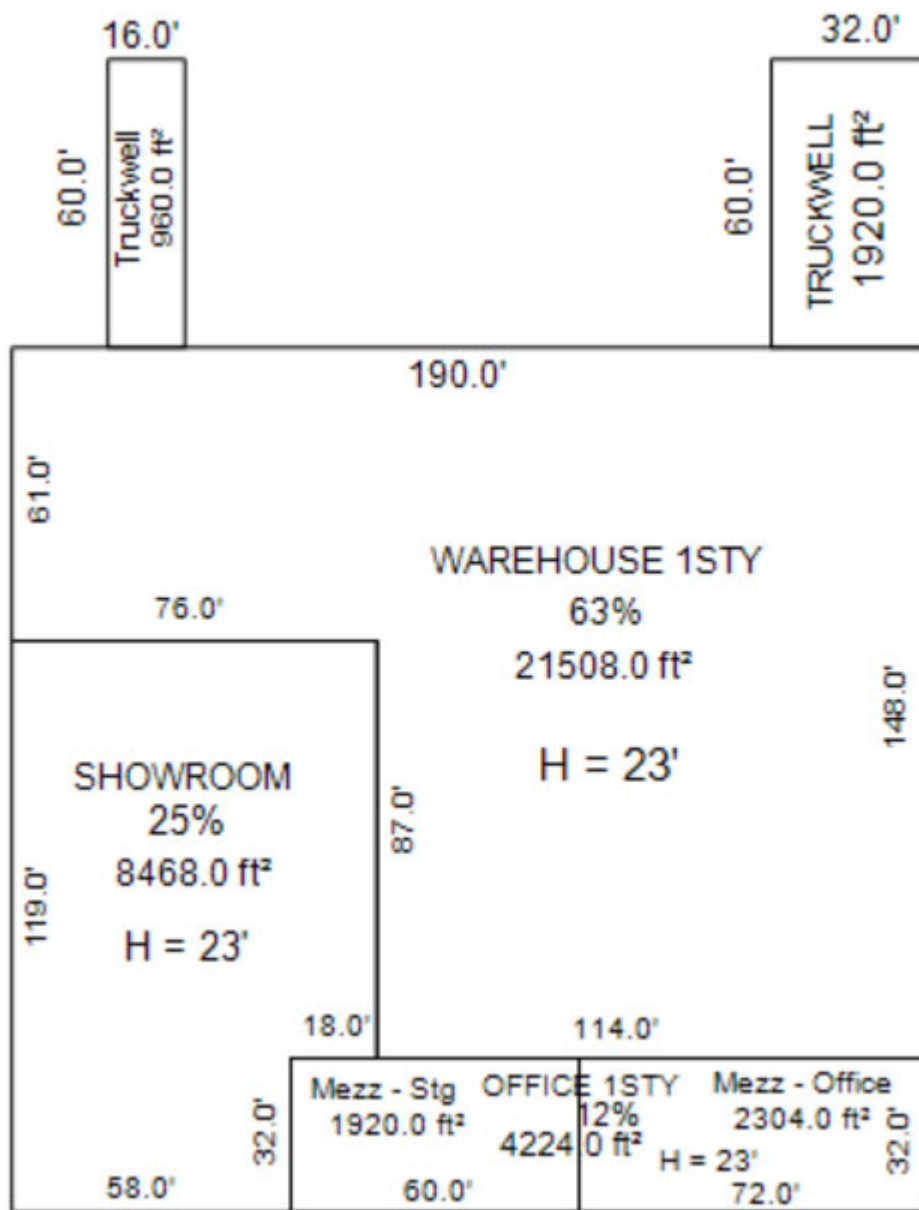 16.0'
32.0'
60.0'
Truckwell
960.0 ft²
60.0'
TRUCKWELL
1920.0 ft²
190.0'
61.0'
WAREHOUSE 1STY
63%
21508.0 ft²
H = 23'
148.0'
76.0'
SHOWROOM
25%
8468.0 ft²
H = 23'
119.0'
87.0'
18.0'
114.0'
32.0'
Mezz - Stg
1920.0 ft²
OFFICE 1STY
12%
4224.0 ft²
Mezz - Office
2304.0 ft²
H = 23'
32.0'
58.0'
60.0'
72.0'